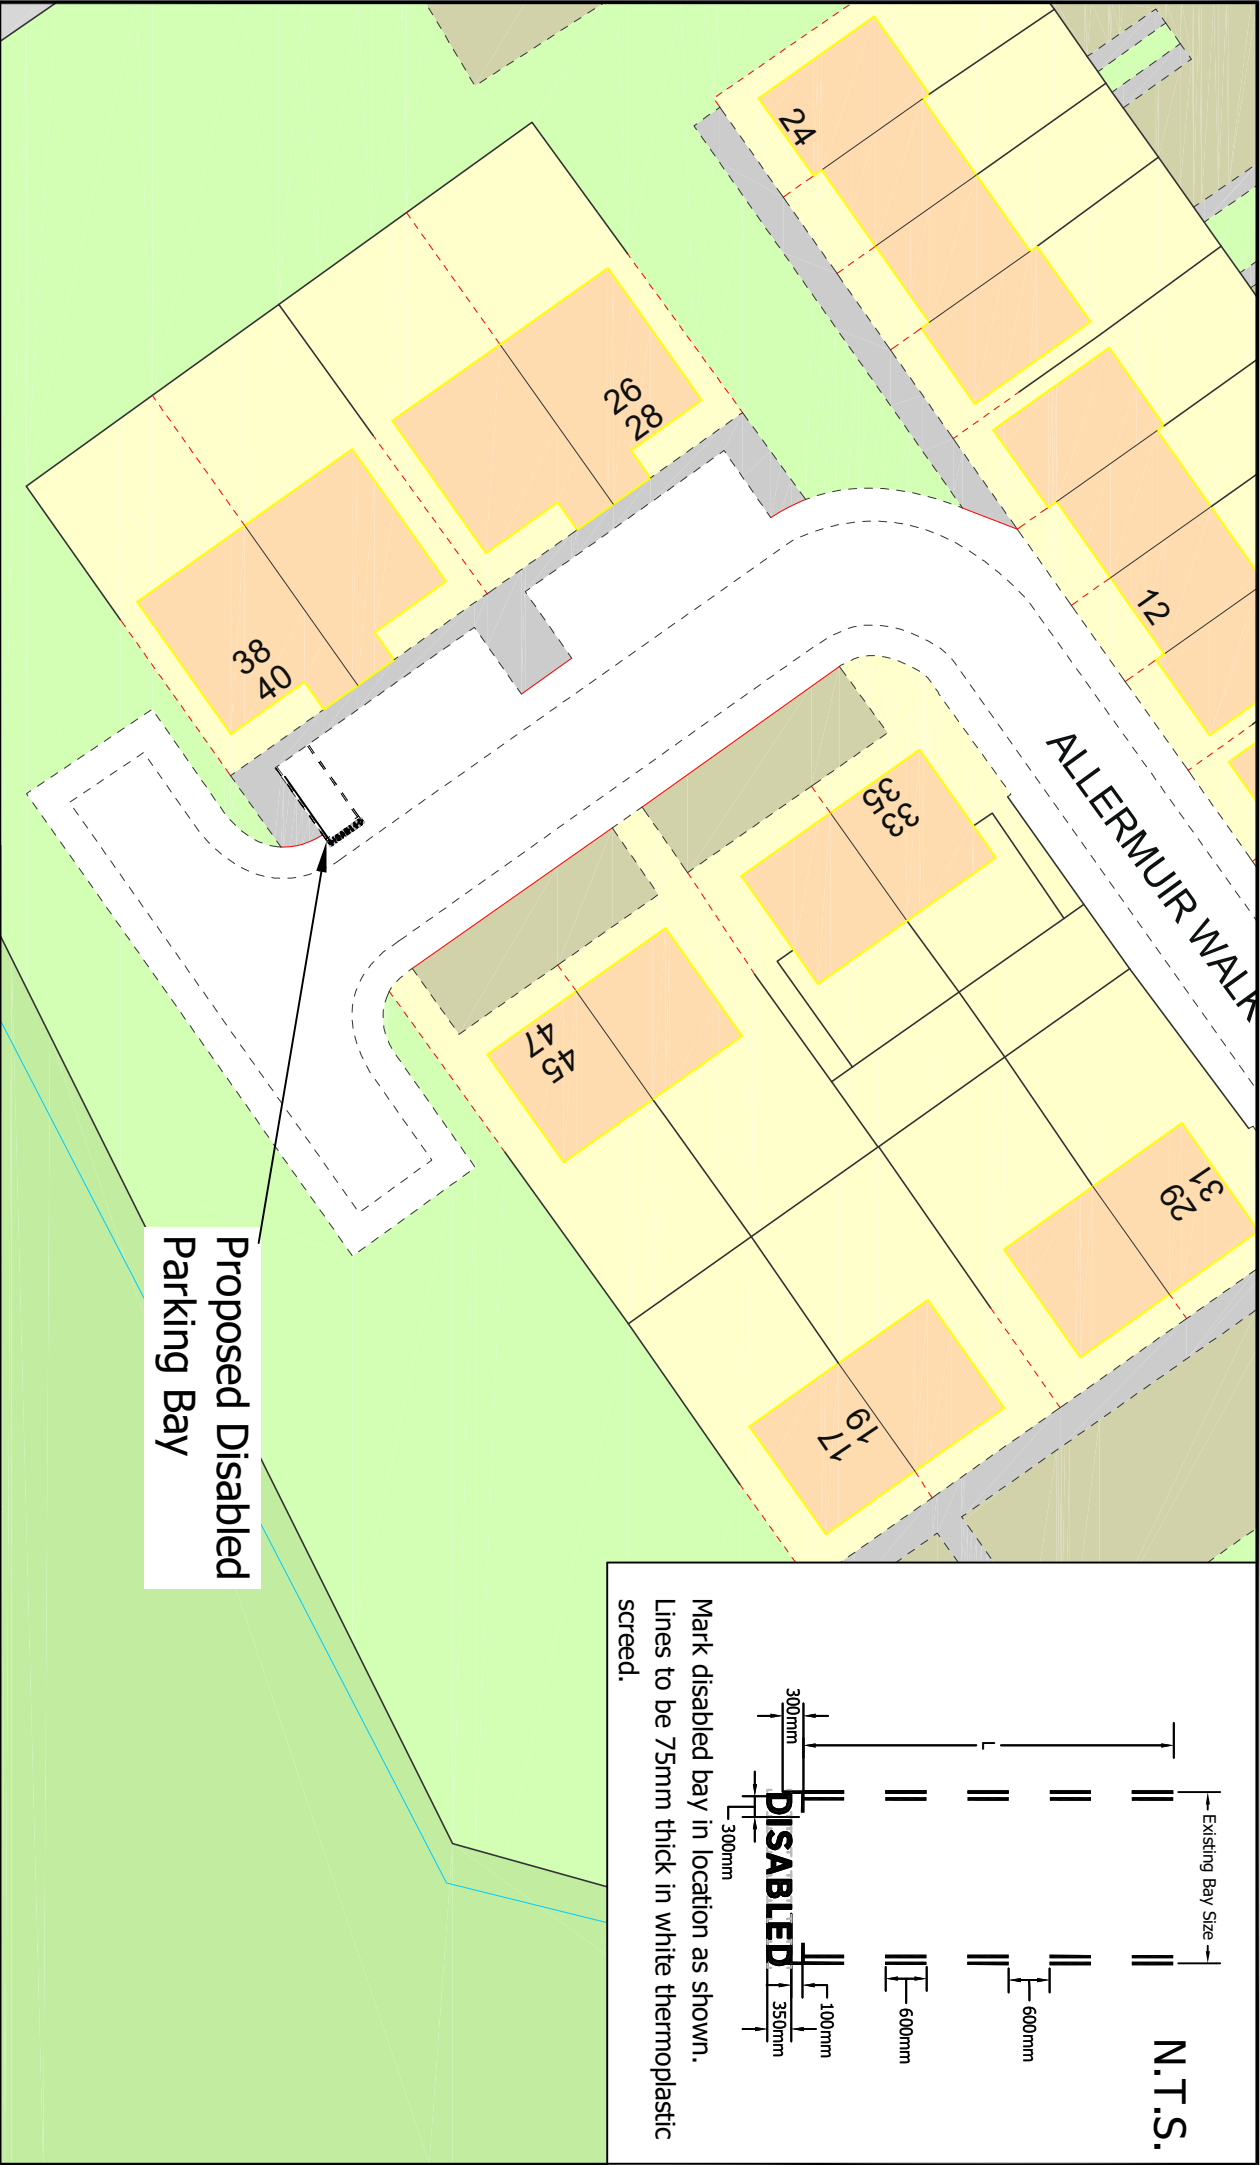 24
26
28
38
40
12
ALLERMUIR WALK
33
35
45
47
31
29
19
17
Proposed Disabled
Parking Bay
N.T.S.
Existing Bay Size
L
600mm
600mm
300mm
100mm
350mm
300mm
DISABLED
Mark disabled bay in location as shown.
Lines to be 75mm thick in white thermoplastic
screed.